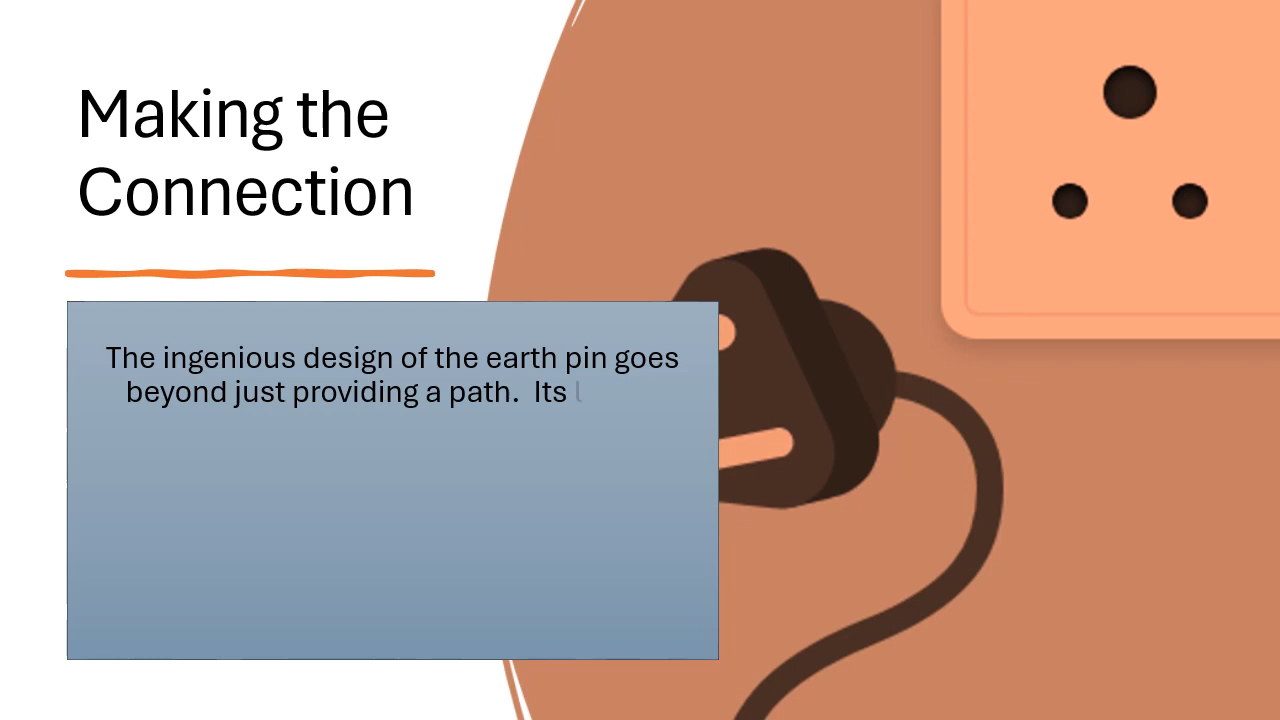 Making the
Connection
The ingenious design of the earth pin goes
beyond just providing a path. Its l